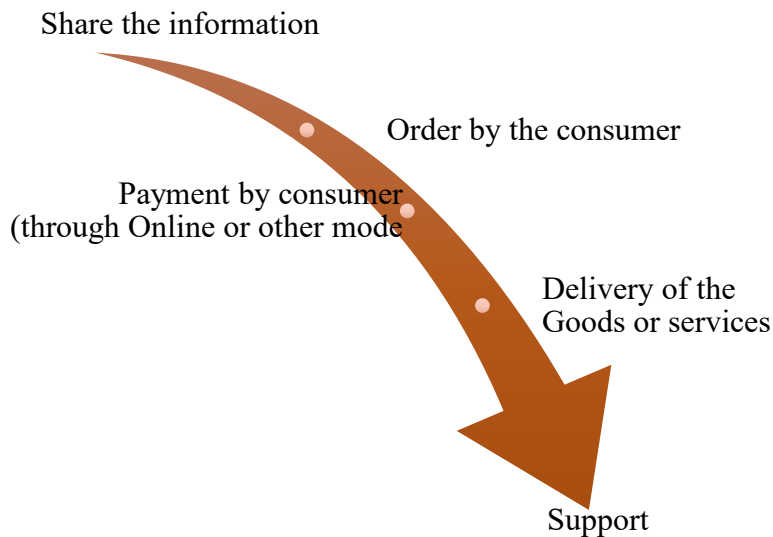 Share the information
Order by the consumer
Payment by consumer
(through Online or other mode
Delivery of the
Goods or services
Support